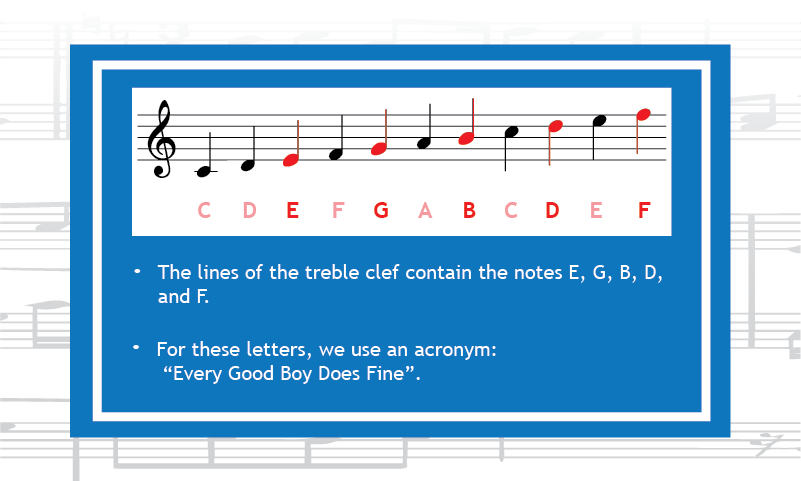 C D E F G A B C D E F
• The lines of the treble clef contain the notes E, G, B, D,
and F.
• For these letters, we use an acronym:
“Every Good Boy Does Fine”.